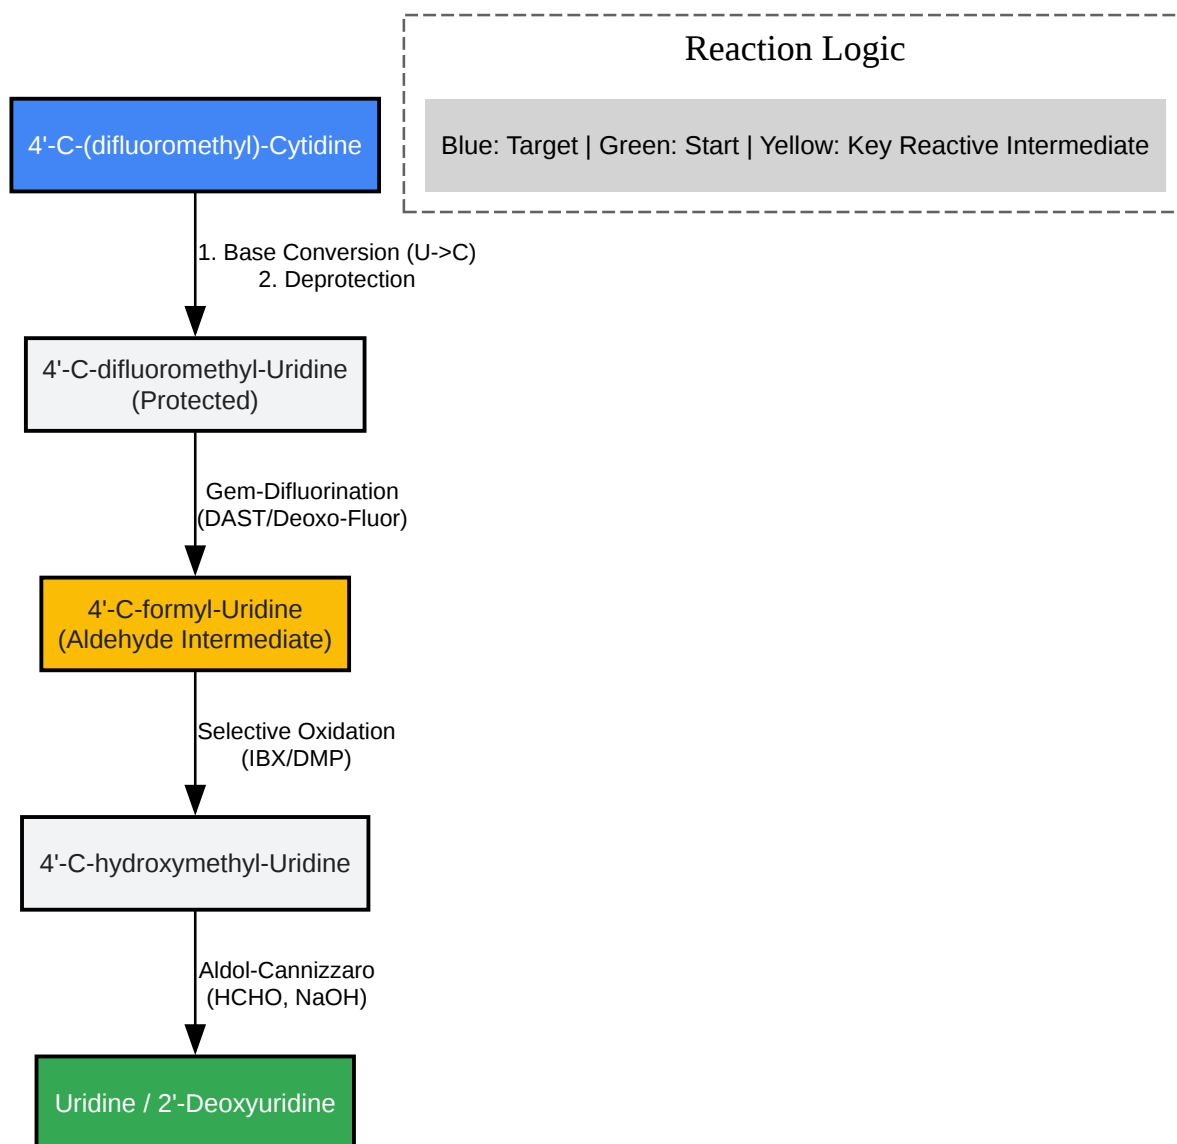 Reaction Logic
Blue: Target | Green: Start | Yellow: Key Reactive Intermediate
4'-C-(difluoromethyl)-Cytidine
1. Base Conversion (U->C)
2. Deprotection
4'-C-difluoromethyl-Uridine
(Protected)
Gem-Difluorination
(DAST/Deoxo-Fluor)
4'-C-formyl-Uridine
(Aldehyde Intermediate)
Selective Oxidation
(IBX/DMP)
4'-C-hydroxymethyl-Uridine
Aldol-Cannizzaro
(HCHO, NaOH)
Uridine / 2'-Deoxyuridine